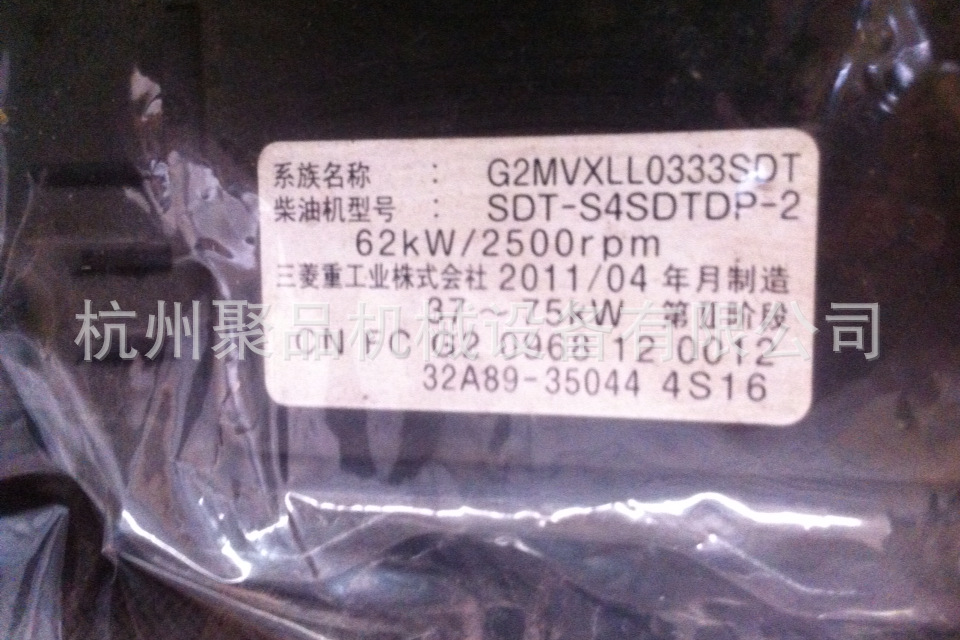 系族名称 : G2MVXLL0333SDT
柴油机型号 : SDT-S4SDTDP-2
62kW/2500rpm
三菱重工业株式会社 2011/04 年月制造
37～75kW 第Ⅱ阶段
杭州聚品机械设备有限公司
CN FC G2 0968 12 0012
32A89-35044 4S16